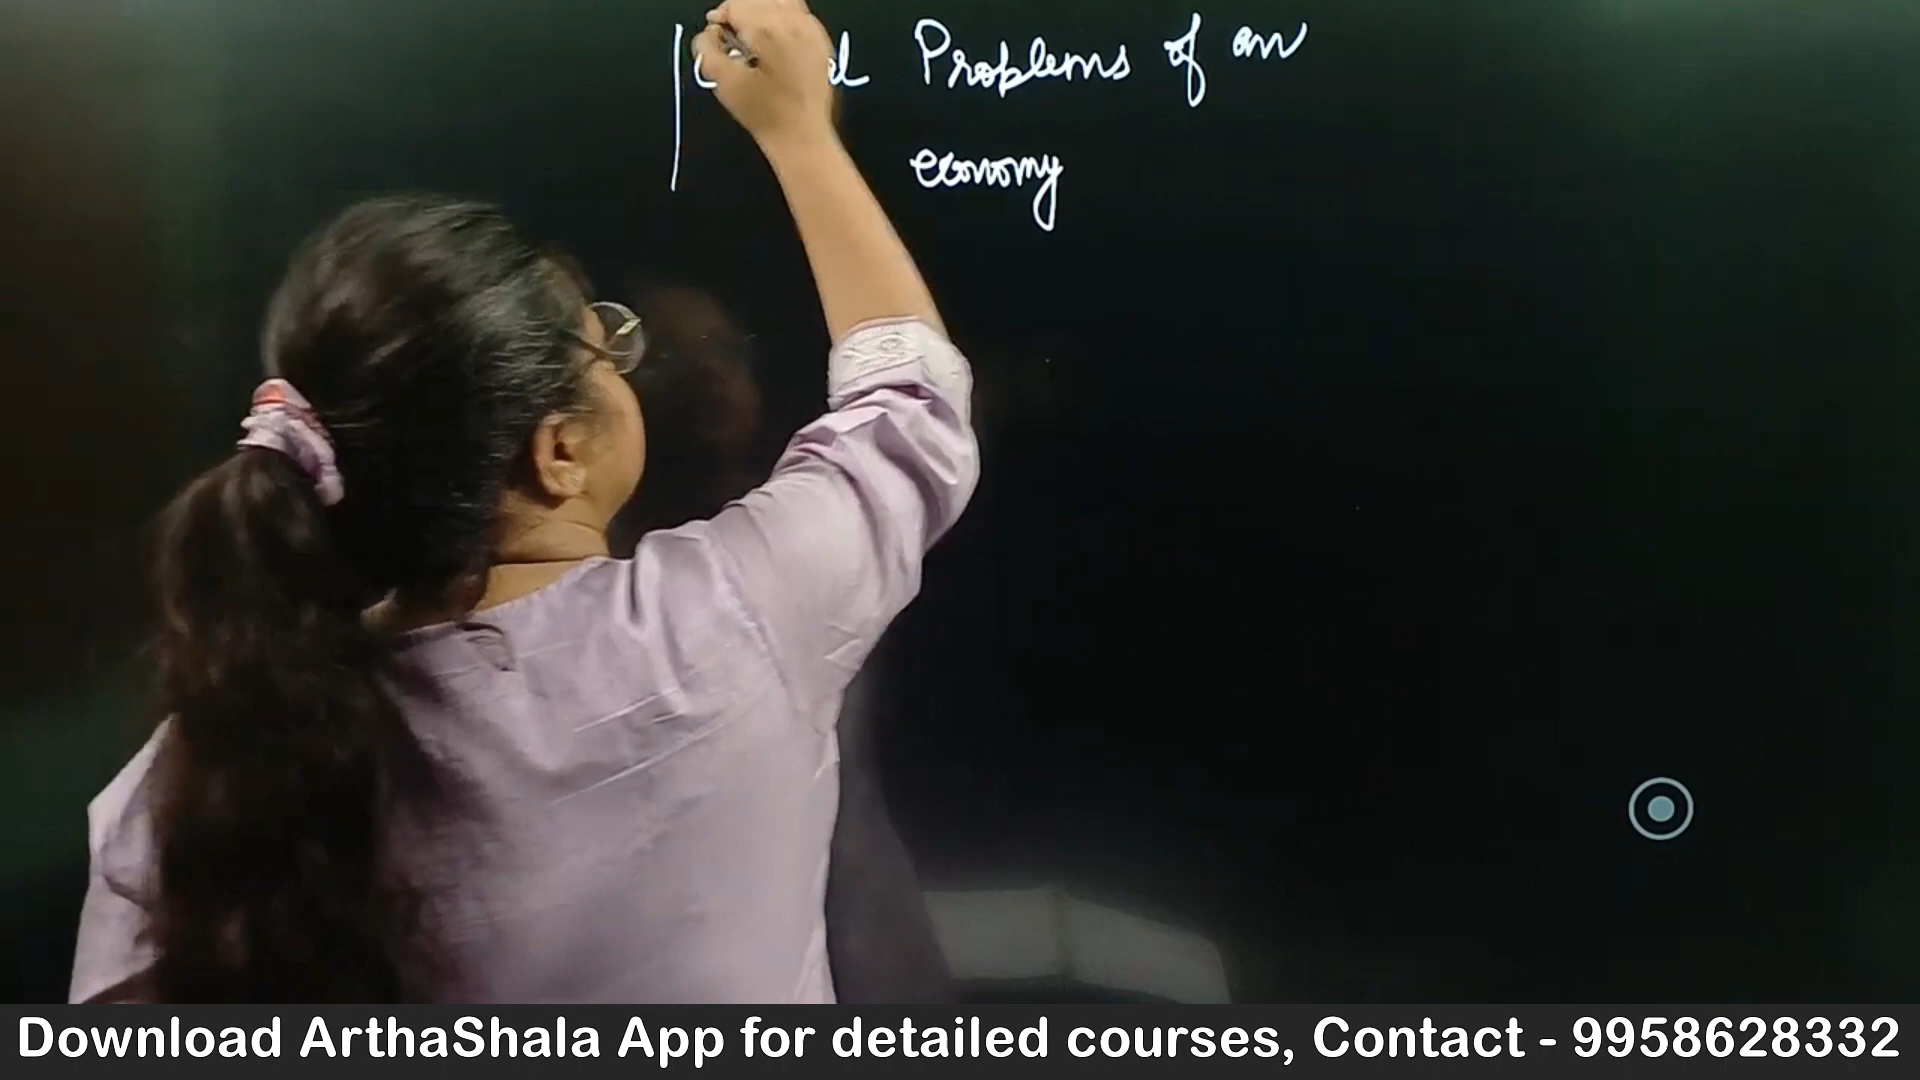 Problems of an
economy
Download ArthaShala App for detailed courses, Contact - 9958628332